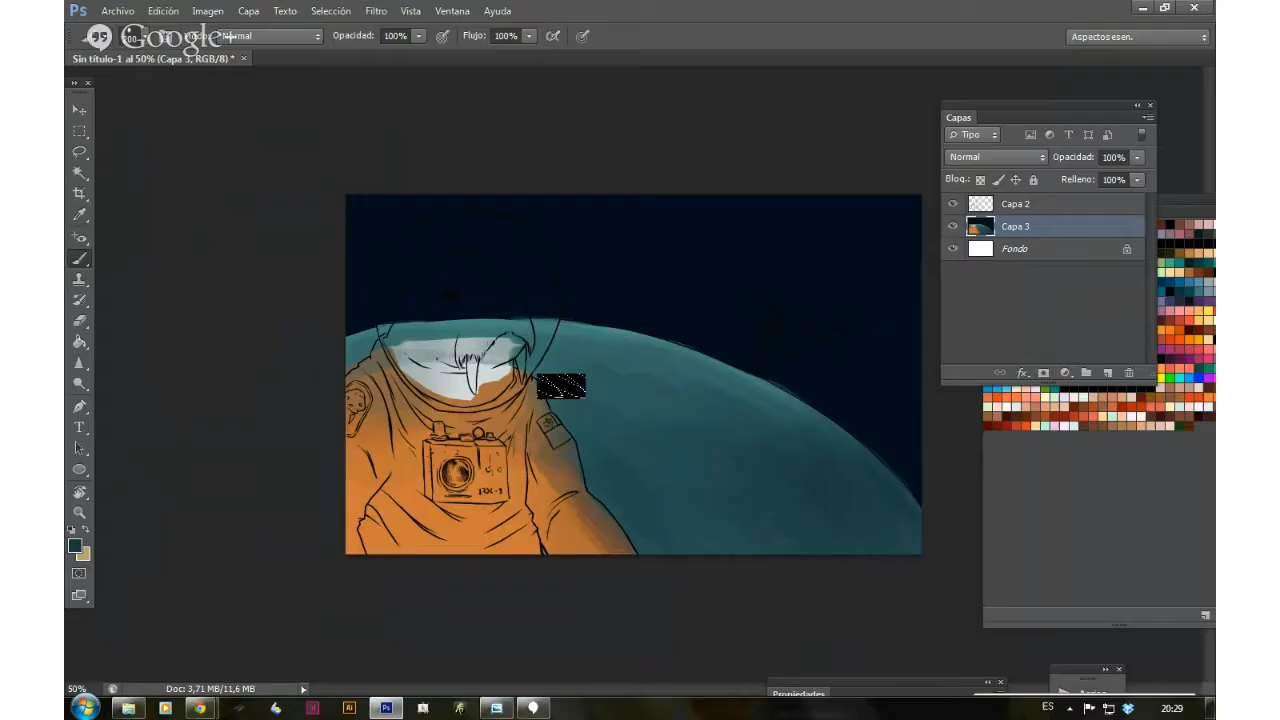 Ps Archivo Edición Imagen Capa Texto Selección Filtro Vista Ventana Ayuda
Google+
Normal Opacidad: 100% Flujo: 100% Aspectos esen.
Sin título-1 al 50% (Capa 3, RGB/8) * ×
Capas
Tipo
Normal Opacidad: 100%
Bloq.: Relleno: 100%
Capa 2
Capa 3
Fondo
fx
50% Doc: 3,71 MB/11,6 MB
Propiedades
ES 20:29